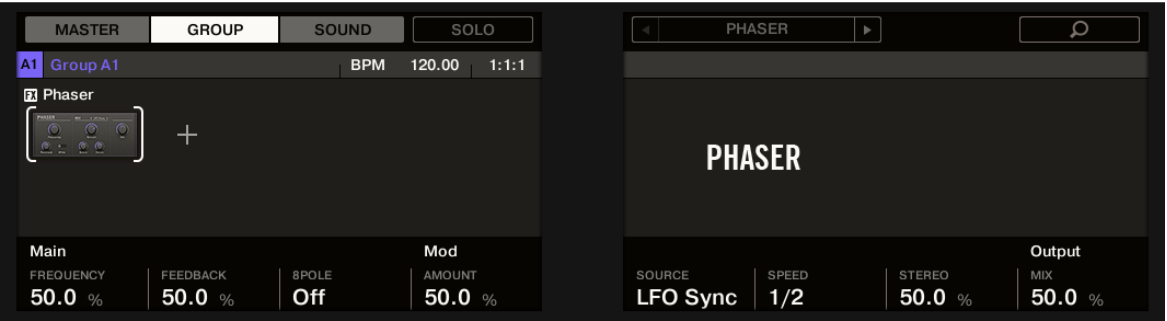 MASTER GROUP SOUND SOLO
A1 Group A1 BPM 120.00 1:1:1
FX Phaser
PHASER
+
Main Mod
FREQUENCY FEEDBACK 8POLE AMOUNT
50.0 % 50.0 % Off 50.0 %
PHASER
PHASER
Output
SOURCE SPEED STEREO MIX
LFO Sync 1/2 50.0 % 50.0 %